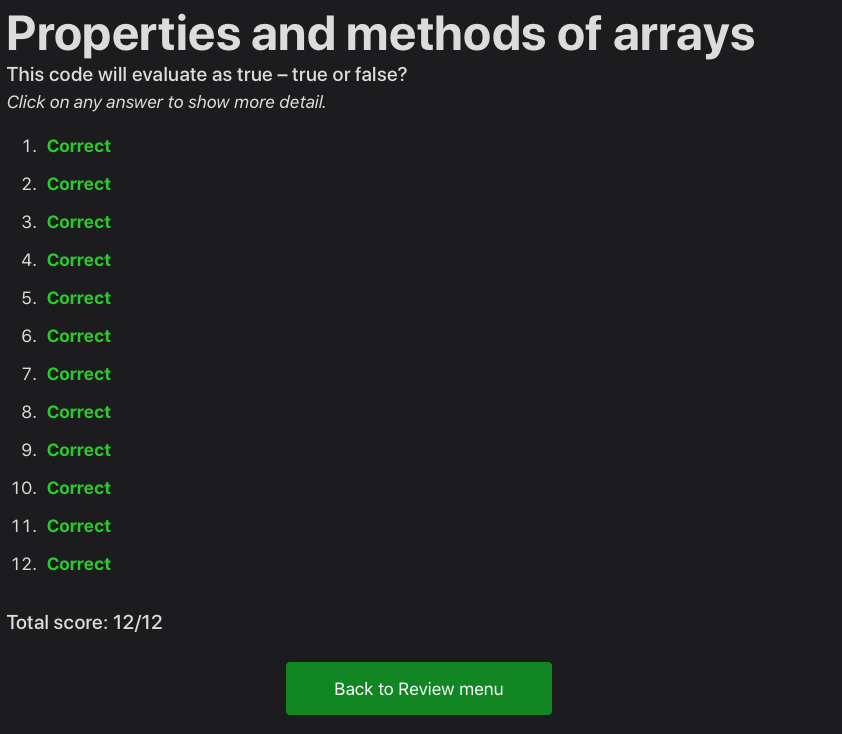 Properties and methods of arrays
This code will evaluate as true – true or false?
Click on any answer to show more detail.
1. Correct
2. Correct
3. Correct
4. Correct
5. Correct
6. Correct
7. Correct
8. Correct
9. Correct
10. Correct
11. Correct
12. Correct
Total score: 12/12
Back to Review menu